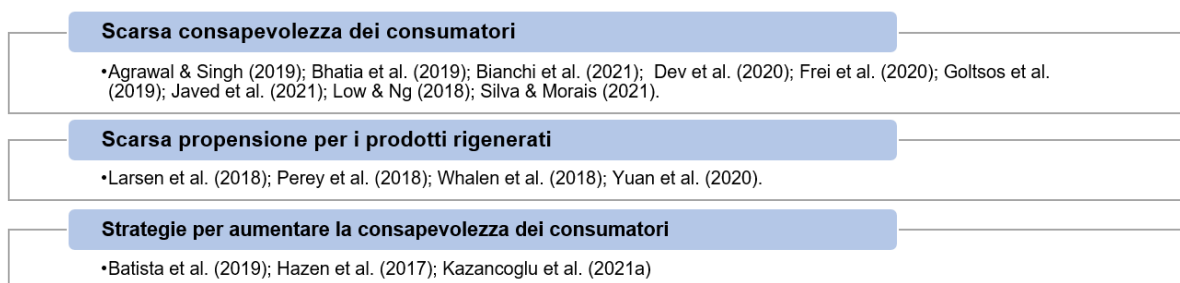 Scarsa consapevolezza dei consumatori
•Agrawal & Singh (2019); Bhatia et al. (2019); Bianchi et al. (2021);  Dev et al. (2020); Frei et al. (2020); Goltsos et al.
(2019); Javed et al. (2021); Low & Ng (2018); Silva & Morais (2021).
Scarsa propensione per i prodotti rigenerati
•Larsen et al. (2018); Perey et al. (2018); Whalen et al. (2018); Yuan et al. (2020).
Strategie per aumentare la consapevolezza dei consumatori
•Batista et al. (2019); Hazen et al. (2017); Kazancoglu et al. (2021a)